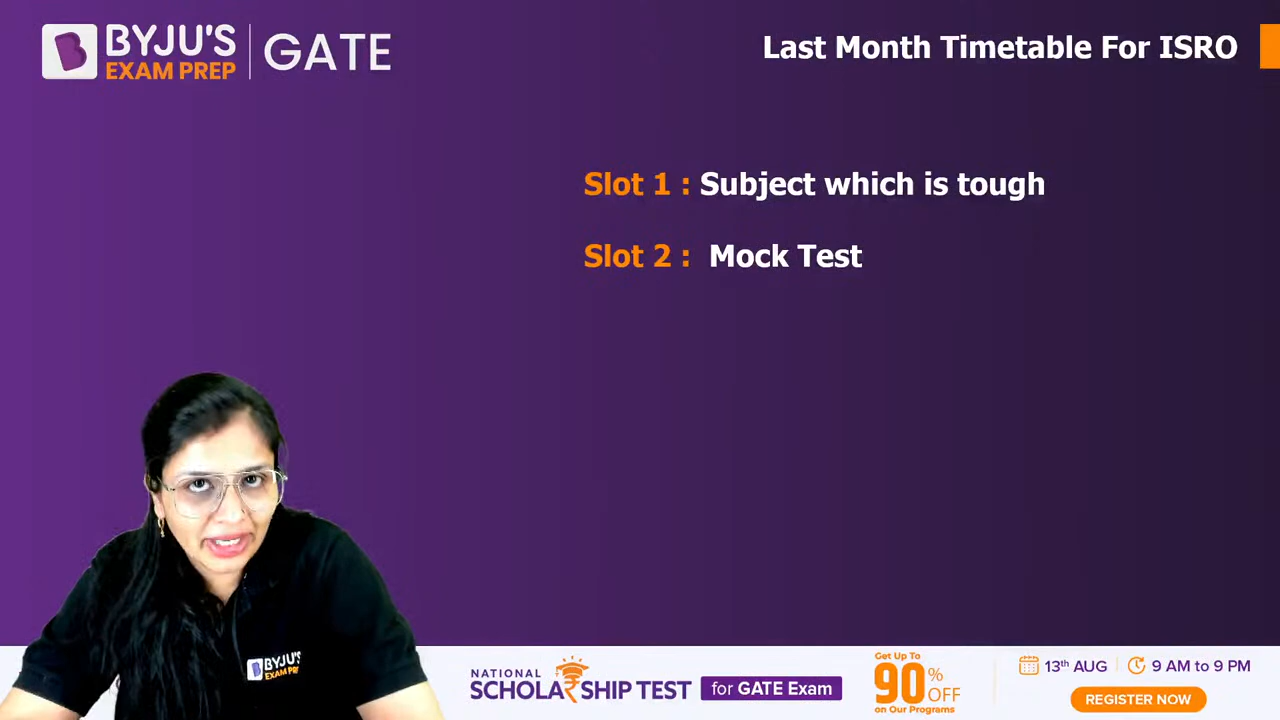 BYJU'S
EXAM PREP
GATE
Last Month Timetable For ISRO
Slot 1 : Subject which is tough
Slot 2 : Mock Test
BYJU'S
EXAM PREP
NATIONAL
SCHOLARSHIP TEST
for GATE Exam
Get Up To
90% OFF
on Our Programs
13th AUG
9 AM to 9 PM
REGISTER NOW